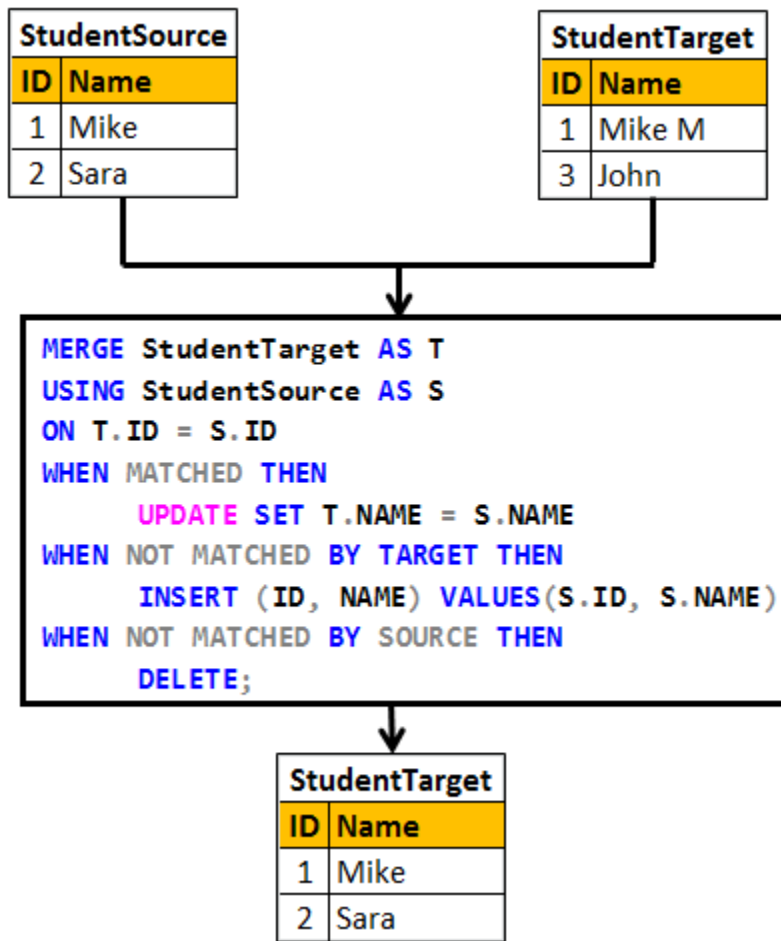 StudentSource
ID Name
1 Mike
2 Sara
StudentTarget
ID Name
1 Mike M
3 John
MERGE StudentTarget AS T
USING StudentSource AS S
ON T.ID = S.ID
WHEN MATCHED THEN
UPDATE SET T.NAME = S.NAME
WHEN NOT MATCHED BY TARGET THEN
INSERT (ID, NAME) VALUES(S.ID, S.NAME)
WHEN NOT MATCHED BY SOURCE THEN
DELETE;
StudentTarget
ID Name
1 Mike
2 Sara